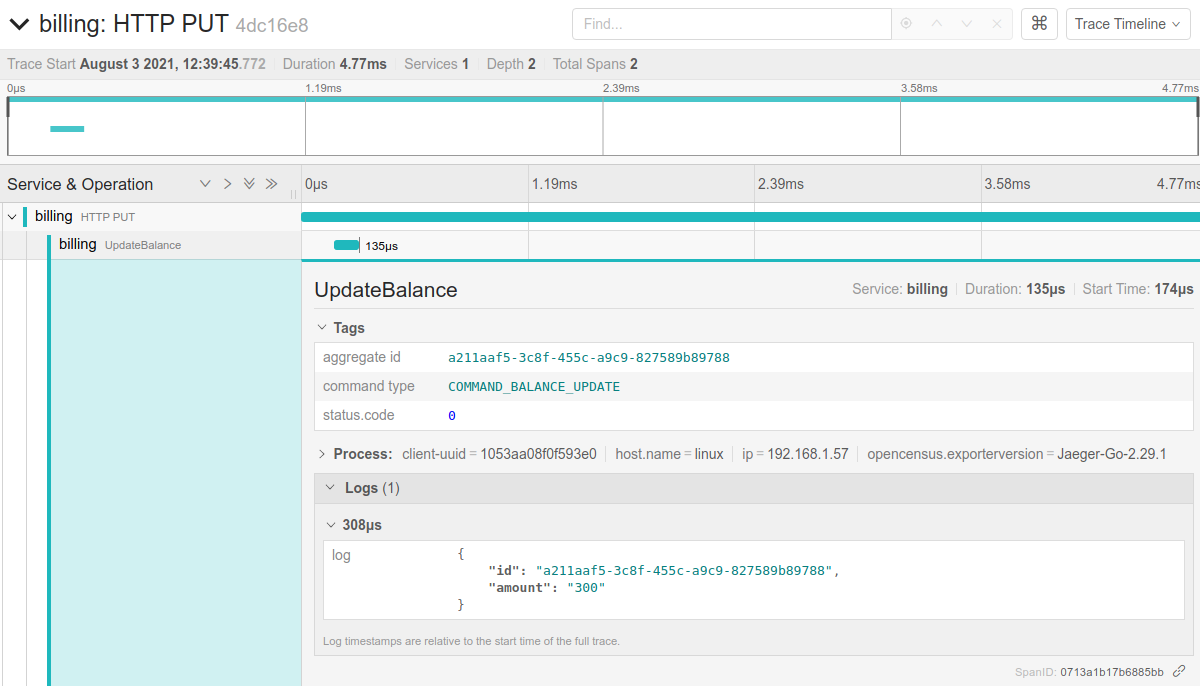 billing: HTTP PUT 4dc16e8
Find...
⌘
Trace Timeline
Trace Start August 3 2021, 12:39:45.772 Duration 4.77ms Services 1 Depth 2 Total Spans 2
0μs 1.19ms 2.39ms 3.58ms 4.77ms
Service & Operation 0μs 1.19ms 2.39ms 3.58ms 4.77ms
billing HTTP PUT
billing UpdateBalance 135μs
UpdateBalance Service: billing Duration: 135μs Start Time: 174μs
Tags
aggregate id a211aaf5-3c8f-455c-a9c9-827589b89788
command type COMMAND_BALANCE_UPDATE
status.code 0
Process: client-uuid = 1053aa08f0f593e0 host.name = linux ip = 192.168.1.57 opencensus.exporterversion = Jaeger-Go-2.29.1
Logs (1)
308μs
log {
"id": "a211aaf5-3c8f-455c-a9c9-827589b89788",
"amount": "300"
}
Log timestamps are relative to the start time of the full trace.
SpanID: 0713a1b17b6885bb